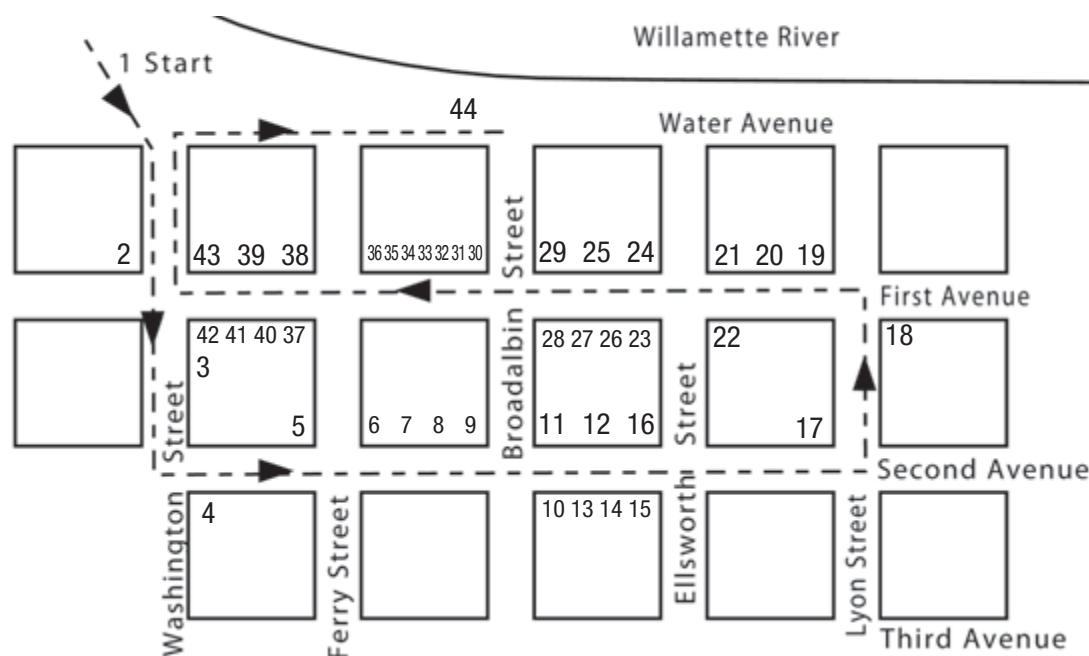 Willamette River
1 Start
44
Water Avenue
2
43 39 38
36 35 34 33 32 31 30
Street
29 25 24
21 20 19
First Avenue
42 41 40 37
3
5
Street
6 7 8 9
Broadalbin
28 27 26 23
11 12 16
Street
22
17
18
Second Avenue
Washington
4
Ferry Street
10 13 14 15
Ellsworth
Lyon Street
Third Avenue